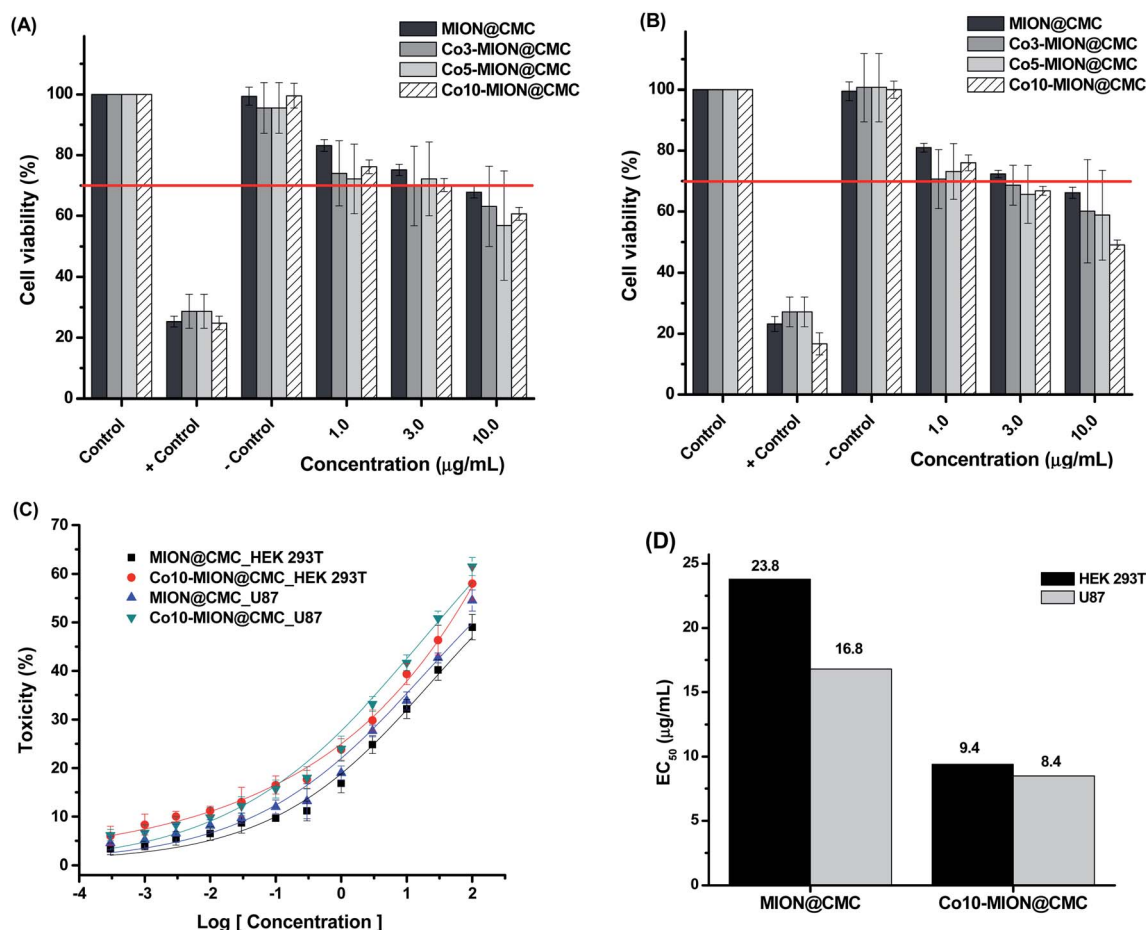 (A)
MION@CMC
Co3-MION@CMC
Co5-MION@CMC
Co10-MION@CMC
Cell viability (%)
100
80
60
40
20
0
Control
+ Control
- Control
1.0
3.0
10.0
Concentration (μg/mL)
(B)
MION@CMC
Co3-MION@CMC
Co5-MION@CMC
Co10-MION@CMC
Cell viability (%)
100
80
60
40
20
0
Control
+ Control
- Control
1.0
3.0
10.0
Concentration (μg/mL)
(C)
MION@CMC_HEK 293T
Co10-MION@CMC_HEK 293T
MION@CMC_U87
Co10-MION@CMC_U87
Toxicity (%)
70
60
50
40
30
20
10
0
-4 -3 -2 -1 0 1 2
Log [ Concentration ]
(D)
HEK 293T
U87
EC50 (μg/mL)
25
20
15
10
5
0
23.8
16.8
9.4
8.4
MION@CMC Co10-MION@CMC